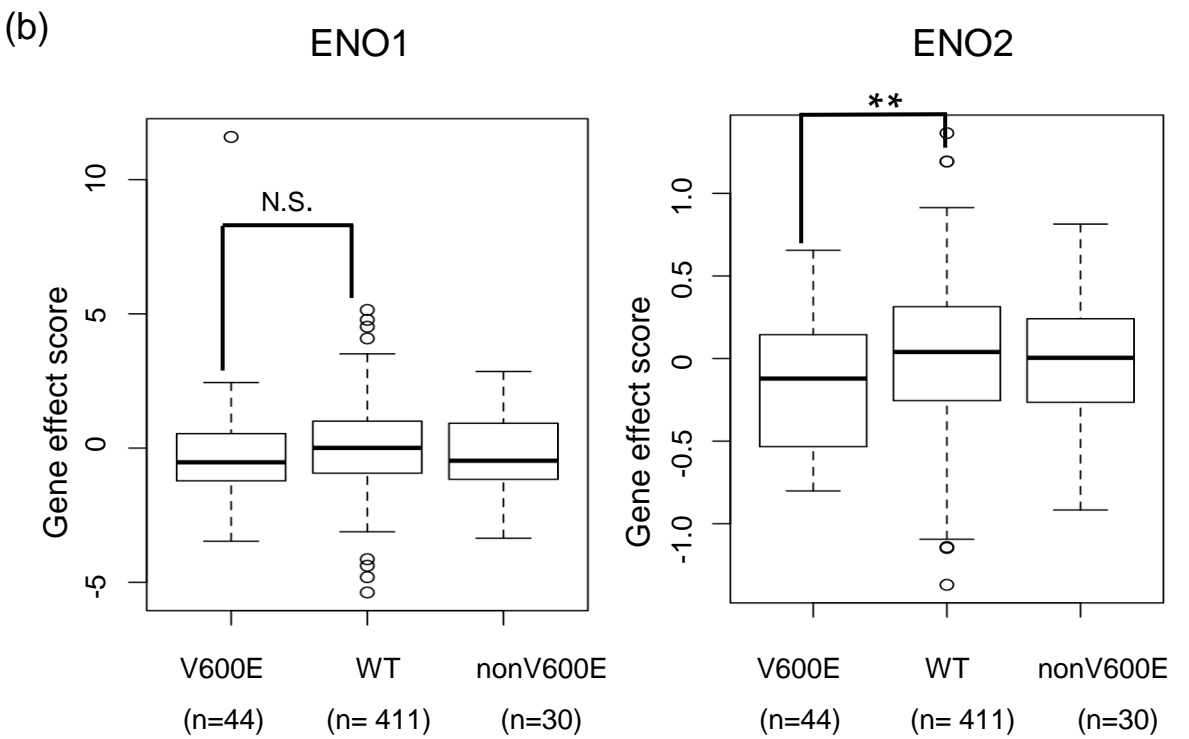 (b)
ENO1
Gene effect score
10
5
0
-5
N.S.
V600E
WT
nonV600E
(n=44)
(n= 411)
(n=30)
ENO2
Gene effect score
1.0
0.5
0
-0.5
-1.0
**
V600E
WT
nonV600E
(n=44)
(n= 411)
(n=30)